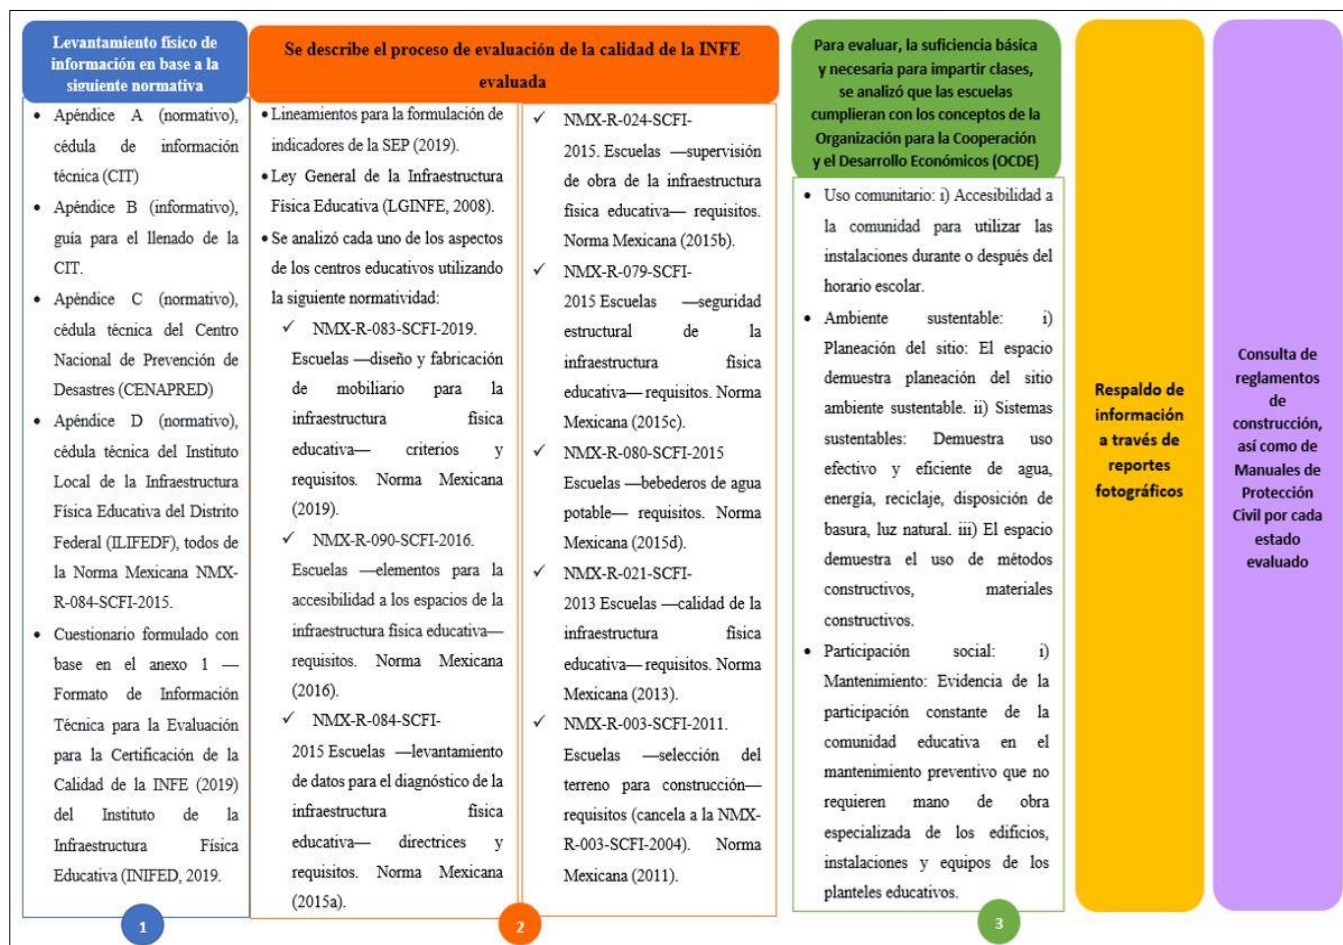 Levantamiento físico de
información en base a la
siguiente normativa
• Apéndice A (normativo),
cédula de información
técnica (CIT)
• Apéndice B (informativo),
guía para el llenado de la
CIT.
• Apéndice C (normativo),
cédula técnica del Centro
Nacional de Prevención de
Desastres (CENAPRED)
• Apéndice D (normativo),
cédula técnica del Instituto
Local de la Infraestructura
Física Educativa del Distrito
Federal (ILIFEDF), todos de
la Norma Mexicana NMX-
R-084-SCFI-2015.
• Cuestionario formulado con
base en el anexo 1 —
Formato de Información
Técnica para la Evaluación
para la Certificación de la
Calidad de la INFE (2019)
del Instituto de la
Infraestructura Física
Educativa (INIFED, 2019.
1
Se describe el proceso de evaluación de la calidad de la INFE
evaluada
• Lineamientos para la formulación de
indicadores de la SEP (2019).
• Ley General de la Infraestructura
Física Educativa (LGINFE, 2008).
• Se analizó cada uno de los aspectos
de los centros educativos utilizando
la siguiente normatividad:
✓ NMX-R-083-SCFI-2019.
Escuelas —diseño y fabricación
de mobiliario para la
infraestructura física
educativa— criterios y
requisitos. Norma Mexicana
(2019).
✓ NMX-R-090-SCFI-2016.
Escuelas —elementos para la
accesibilidad a los espacios de la
infraestructura física educativa—
requisitos. Norma Mexicana
(2016).
✓ NMX-R-084-SCFI-
2015 Escuelas —levantamiento
de datos para el diagnóstico de la
infraestructura física
educativa— directrices y
requisitos. Norma Mexicana
(2015a).
✓ NMX-R-024-SCFI-
2015. Escuelas —supervisión
de obra de la infraestructura
física educativa— requisitos.
Norma Mexicana (2015b).
✓ NMX-R-079-SCFI-
2015 Escuelas —seguridad
estructural de la
infraestructura física
educativa— requisitos. Norma
Mexicana (2015c).
✓ NMX-R-080-SCFI-2015
Escuelas —bebederos de agua
potable— requisitos. Norma
Mexicana (2015d).
✓ NMX-R-021-SCFI-
2013 Escuelas —calidad de la
infraestructura física
educativa— requisitos. Norma
Mexicana (2013).
✓ NMX-R-003-SCFI-2011.
Escuelas —selección del
terreno para construcción—
requisitos (cancela a la NMX-
R-003-SCFI-2004). Norma
Mexicana (2011).
2
Para evaluar, la suficiencia básica
y necesaria para impartir clases,
se analizó que las escuelas
cumplieran con los conceptos de la
Organización para la Cooperación
y el Desarrollo Económicos (OCDE)
• Uso comunitario: i) Accesibilidad a
la comunidad para utilizar las
instalaciones durante o después del
horario escolar.
• Ambiente sustentable: i)
Planeación del sitio: El espacio
demuestra planeación del sitio
ambiente sustentable. ii) Sistemas
sustentables: Demuestra uso
efectivo y eficiente de agua,
energía, reciclaje, disposición de
basura, luz natural. iii) El espacio
demuestra el uso de métodos
constructivos, materiales
constructivos.
• Participación social: i)
Mantenimiento: Evidencia de la
participación constante de la
comunidad educativa en el
mantenimiento preventivo que no
requieren mano de obra
especializada de los edificios,
instalaciones y equipos de los
planteles educativos.
3
Respaldo de
información
a través de
reportes
fotográficos
Consulta de
reglamentos
de
construcción,
así como de
Manuales de
Protección
Civil por cada
estado
evaluado